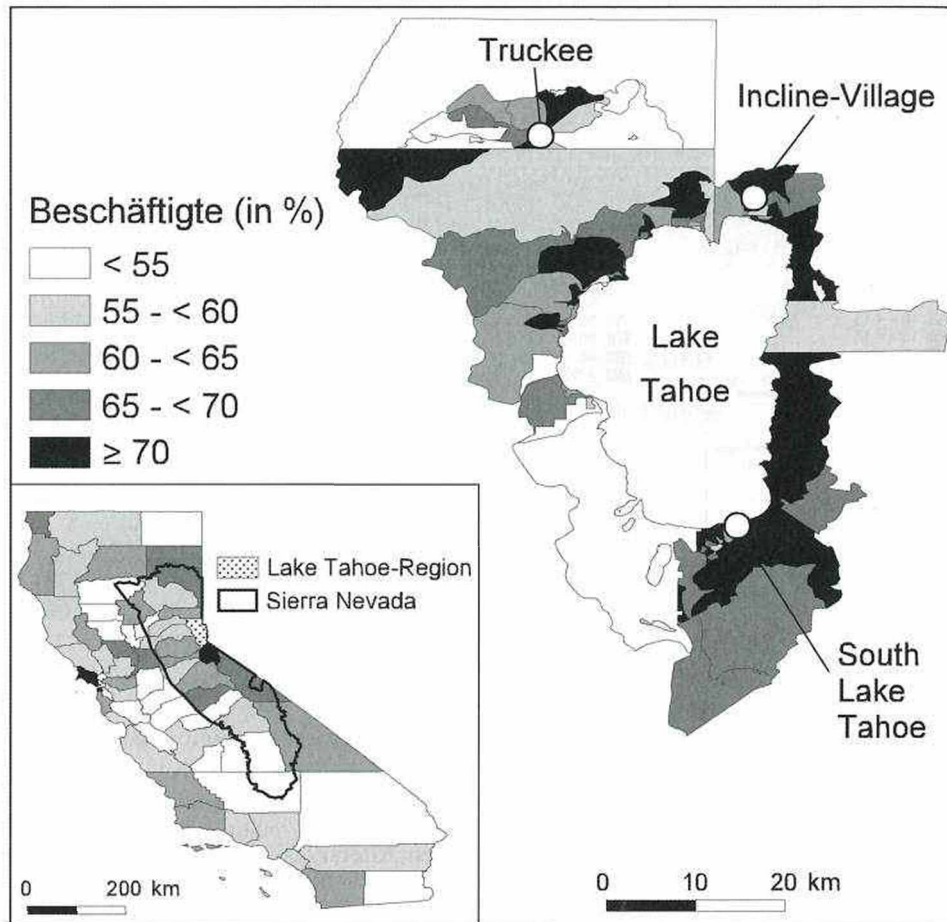 Truckee
Incline-Village
Beschäftigte (in %)
< 55
55 - < 60
60 - < 65
65 - < 70
≥ 70
Lake
Tahoe
Lake Tahoe-Region
Sierra Nevada
South
Lake
Tahoe
0 200 km
0 10 20 km